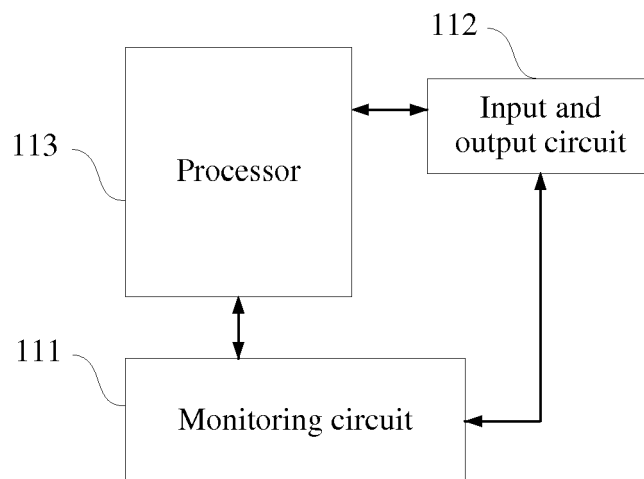 112
Input and
output circuit
113
Processor
111
Monitoring circuit